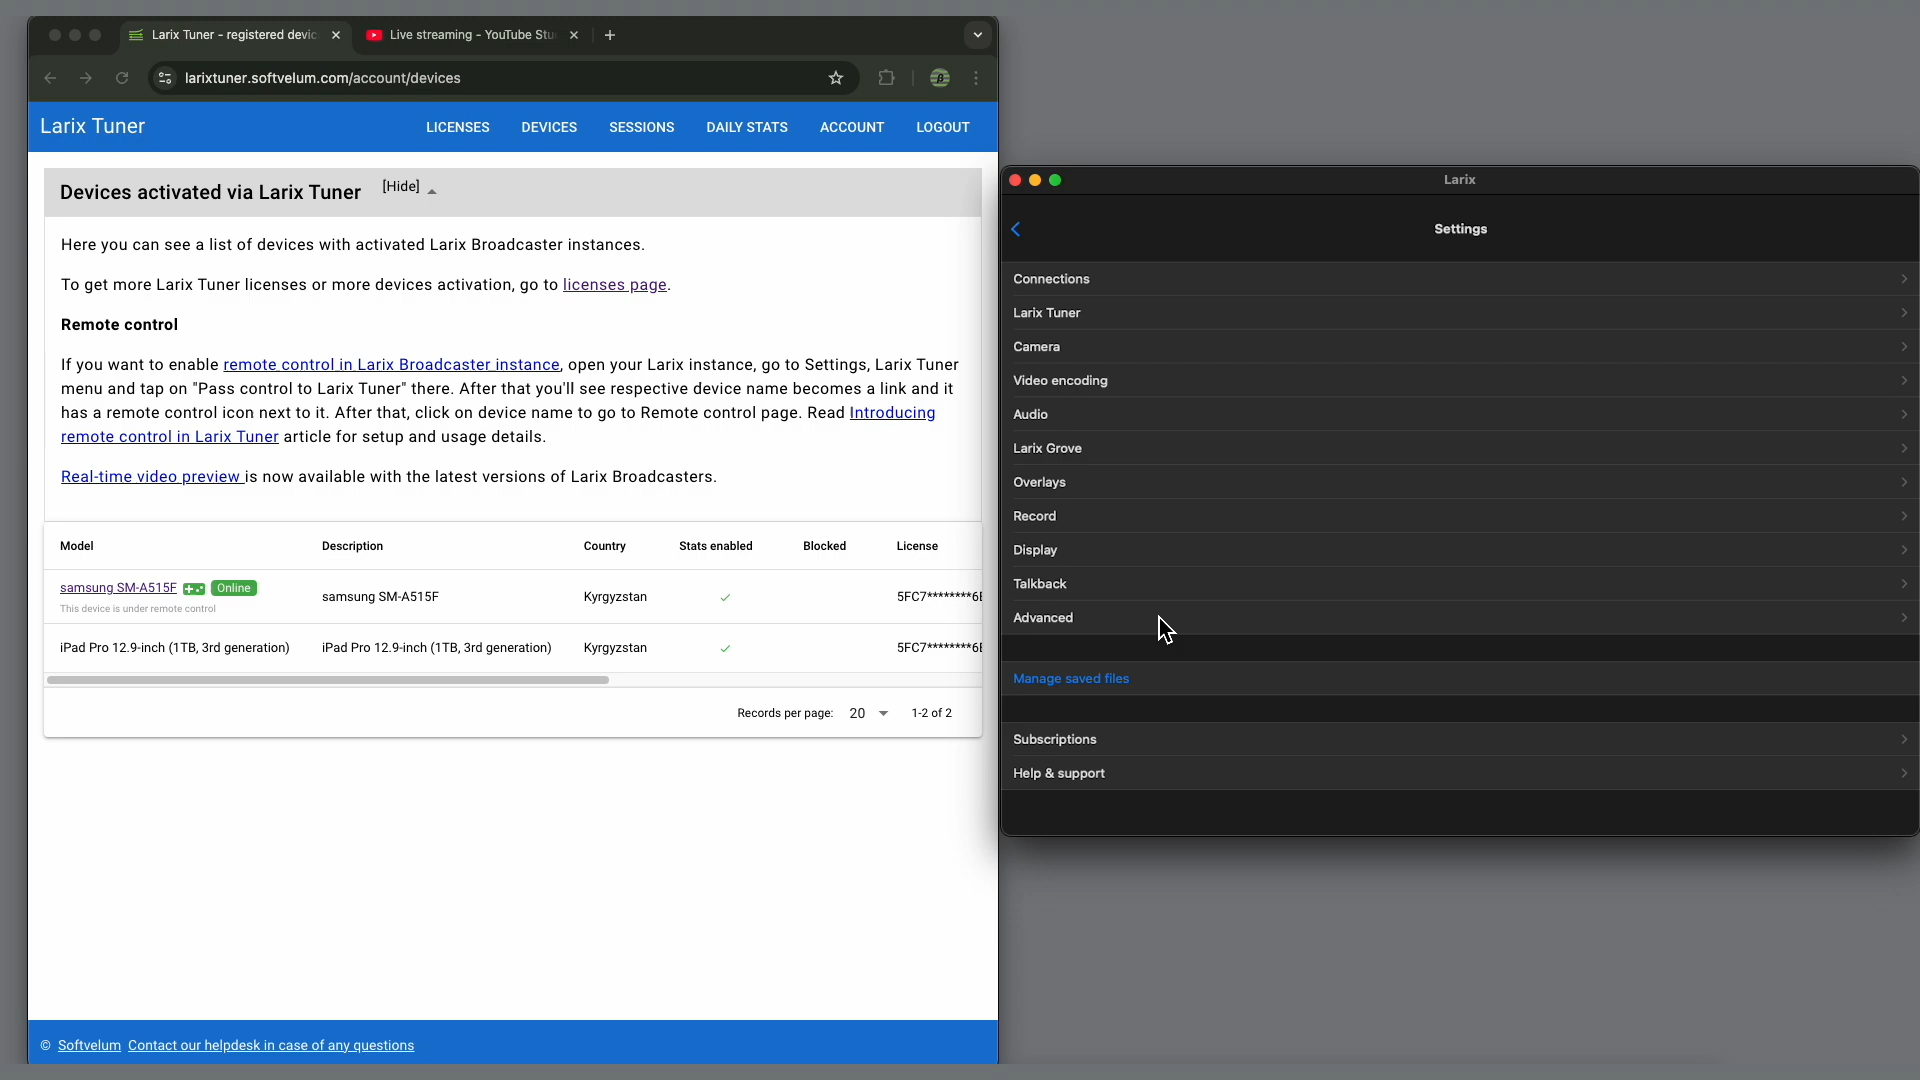 Larix Tuner - registered devic
Live streaming - YouTube Stu
larixtuner.softvelum.com/account/devices
Larix Tuner
LICENSES
DEVICES
SESSIONS
DAILY STATS
ACCOUNT
LOGOUT
Devices activated via Larix Tuner [Hide]
Here you can see a list of devices with activated Larix Broadcaster instances.
To get more Larix Tuner licenses or more devices activation, go to licenses page.
Remote control
If you want to enable remote control in Larix Broadcaster instance, open your Larix instance, go to Settings, Larix Tuner
menu and tap on "Pass control to Larix Tuner" there. After that you'll see respective device name becomes a link and it
has a remote control icon next to it. After that, click on device name to go to Remote control page. Read Introducing
remote control in Larix Tuner article for setup and usage details.
Real-time video preview is now available with the latest versions of Larix Broadcasters.
Model Description Country Stats enabled Blocked License
samsung SM-A515F Online
This device is under remote control
samsung SM-A515F Kyrgyzstan 5FC7********6
iPad Pro 12.9-inch (1TB, 3rd generation) iPad Pro 12.9-inch (1TB, 3rd generation) Kyrgyzstan 5FC7********6
Records per page: 20 1-2 of 2
© Softvelum Contact our helpdesk in case of any questions
Larix
Settings
Connections
Larix Tuner
Camera
Video encoding
Audio
Larix Grove
Overlays
Record
Display
Talkback
Advanced
Manage saved files
Subscriptions
Help & support